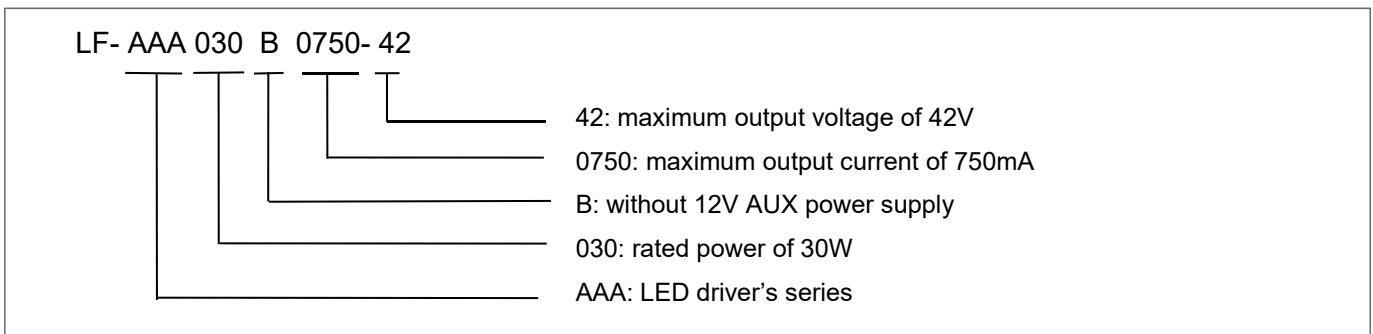 LF- AAA 030 B 0750- 42
42: maximum output voltage of 42V
0750: maximum output current of 750mA
B: without 12V AUX power supply
030: rated power of 30W
AAA: LED driver’s series